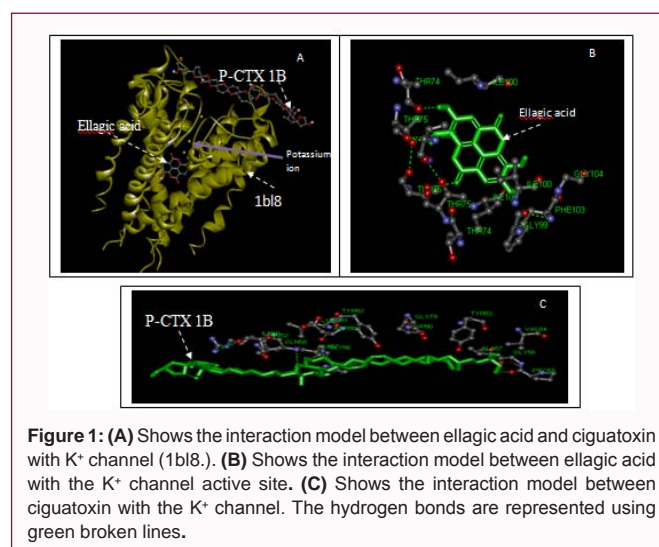 A
P-CTX 1B
Ellagic acid
Potassium
ion
1bl8
B
THR74
ILE100
THR75
Ellagic acid
THR75
THR74
ILE100
GLY104
PHE103
GLY99
C
P-CTX 1B
Figure 1: (A) Shows the interaction model between ellagic acid and ciguatoxin
with K⁺ channel (1bl8.). (B) Shows the interaction model between ellagic acid
with the K⁺ channel active site. (C) Shows the interaction model between
ciguatoxin with the K⁺ channel. The hydrogen bonds are represented using
green broken lines.